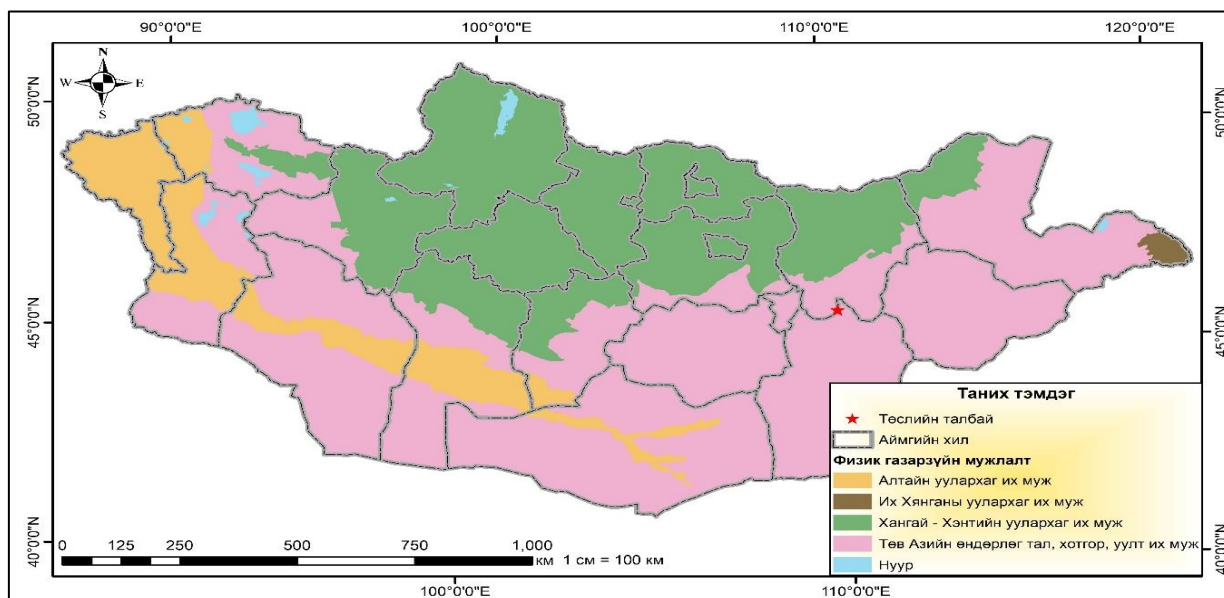 90°0'0"E 100°0'0"E 110°0'0"E 120°0'0"E
N
W E
S
50°0'0"N 50°0'0"N
45°0'0"N 45°0'0"N
40°0'0"N 40°0'0"N
Таних тэмдэг
Төслийн талбай
Аймгийн хил
Физик газарзүйн мужлалт
Алтайн уулархаг их муж
Их Хянганы уулархаг их муж
Хангай - Хэнтийн уулархаг их муж
Төв Азийн өндөрлөг тал, хотгор, уулт их муж
Нуур
0 125 250 500 750 1,000
км 1 см = 100 км
100°0'0"E 110°0'0"E